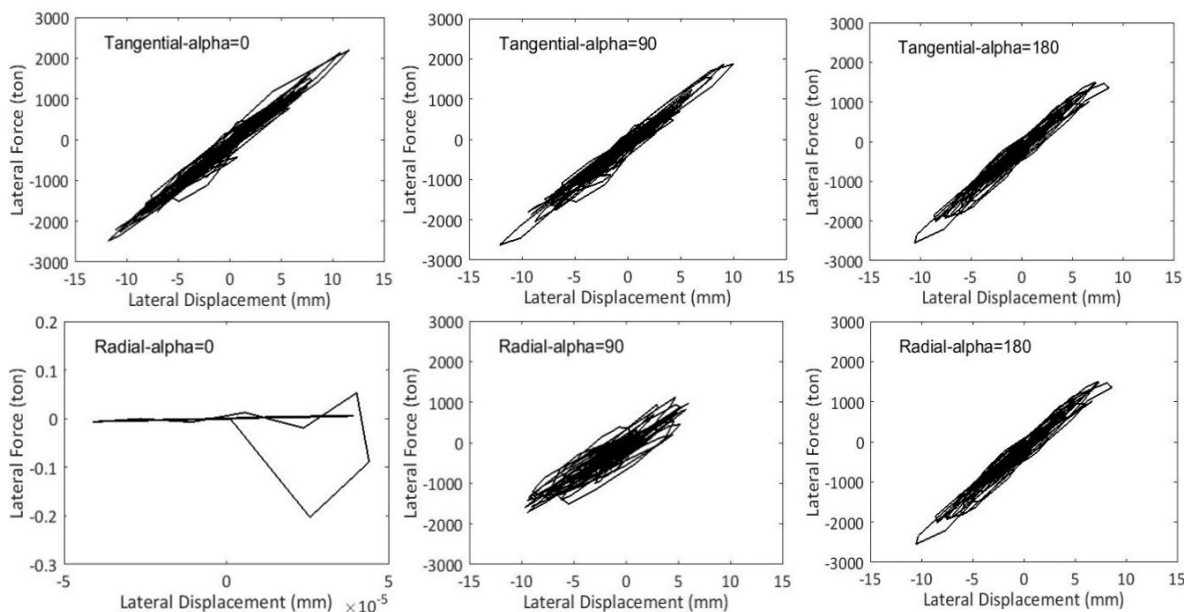 3000
2000
1000
0
-1000
-2000
-3000
Lateral Force (ton)
Tangential-alpha=0
-15 -10 -5 0 5 10 15
Lateral Displacement (mm)
3000
2000
1000
0
-1000
-2000
-3000
Lateral Force (ton)
Tangential-alpha=90
-15 -10 -5 0 5 10 15
Lateral Displacement (mm)
3000
2000
1000
0
-1000
-2000
-3000
Lateral Force (ton)
Tangential-alpha=180
-15 -10 -5 0 5 10 15
Lateral Displacement (mm)
0.2
0.1
0
-0.1
-0.2
-0.3
Lateral Force (ton)
Radial-alpha=0
-5 0 5
Lateral Displacement (mm) ×10⁻⁵
3000
2000
1000
0
-1000
-2000
-3000
Lateral Force (ton)
Radial-alpha=90
-15 -10 -5 0 5 10 15
Lateral Displacement (mm)
3000
2000
1000
0
-1000
-2000
-3000
Lateral Force (ton)
Radial-alpha=180
-15 -10 -5 0 5 10 15
Lateral Displacement (mm)